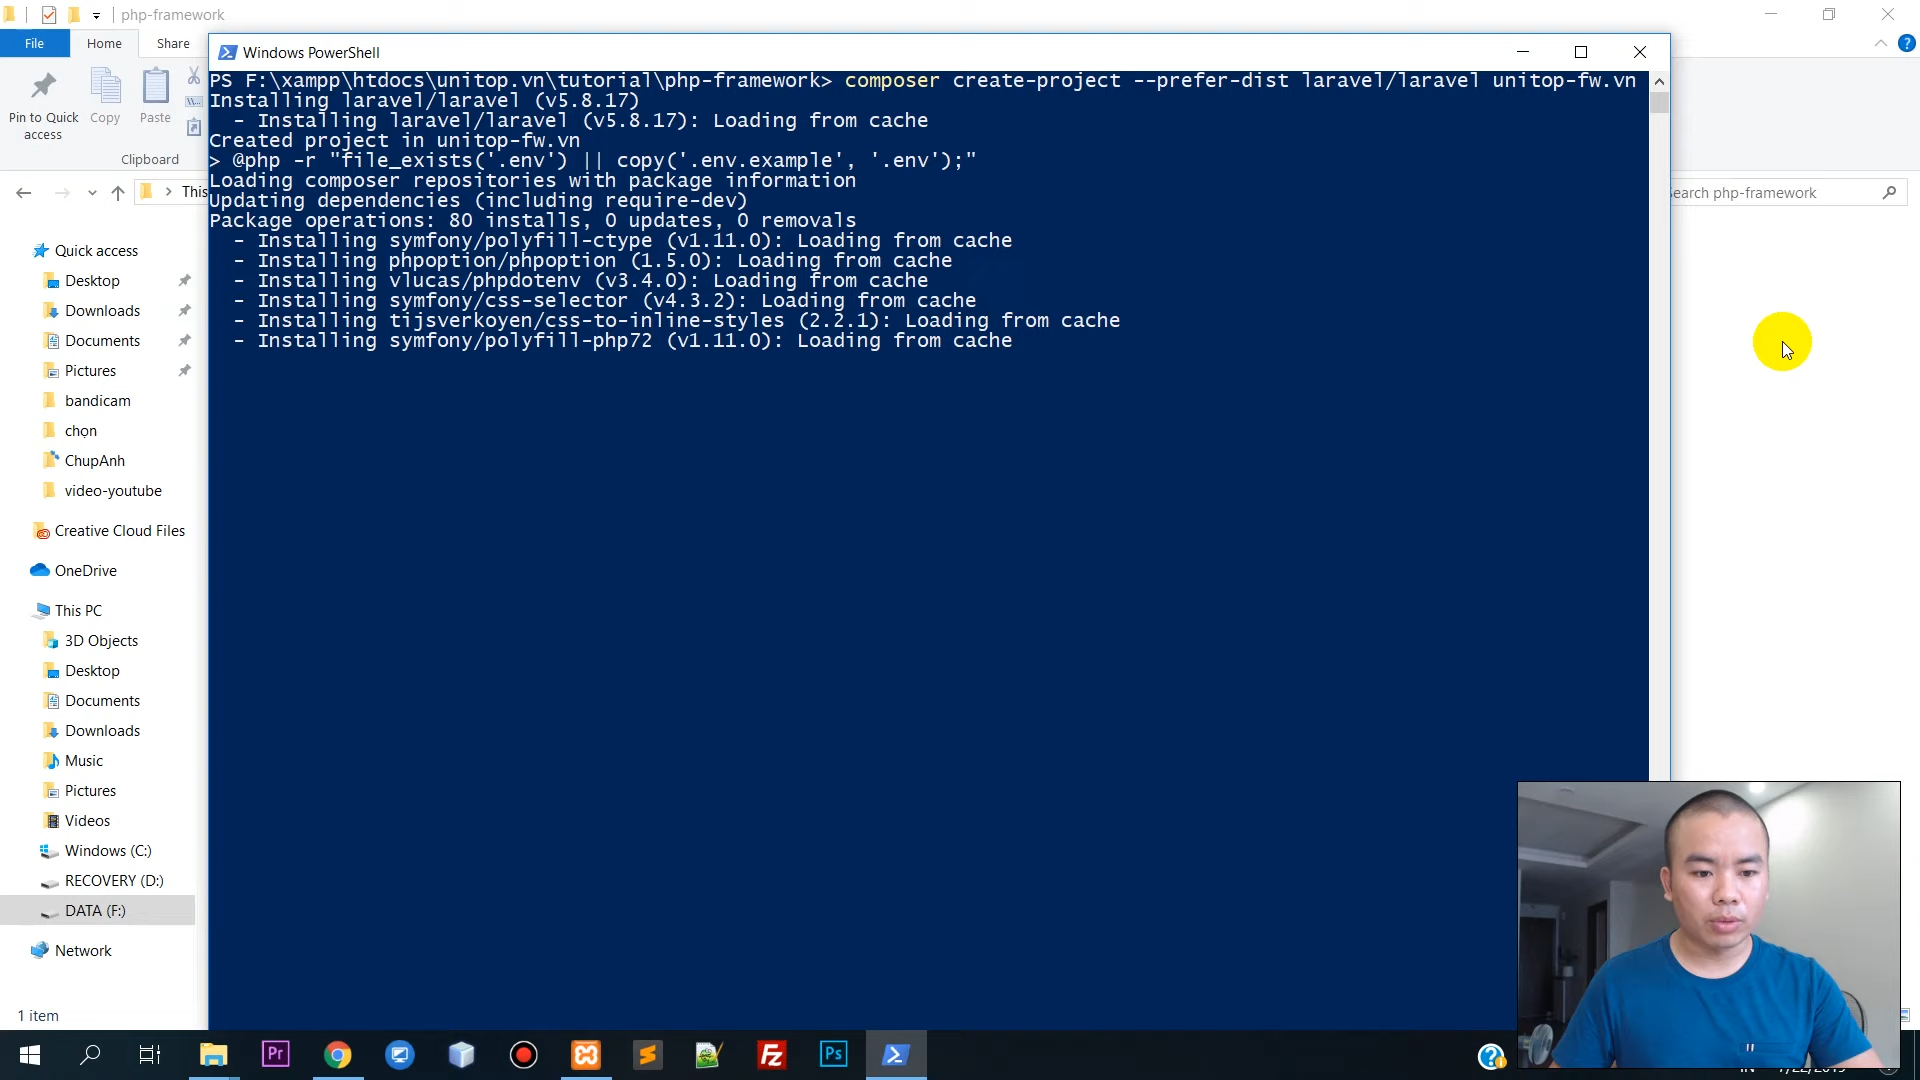 php-framework
File
Home
Share
Windows PowerShell
Pin to Quick
access
Copy
Paste
Clipboard
This
Search php-framework
PS F:\xampp\htdocs\unitop.vn\tutorial\php-framework> composer create-project --prefer-dist laravel/laravel unitop-fw.vn
Installing laravel/laravel (v5.8.17)
  - Installing laravel/laravel (v5.8.17): Loading from cache
Created project in unitop-fw.vn
> @php -r "file_exists('.env') || copy('.env.example', '.env');"
Loading composer repositories with package information
Updating dependencies (including require-dev)
Package operations: 80 installs, 0 updates, 0 removals
  - Installing symfony/polyfill-ctype (v1.11.0): Loading from cache
  - Installing phpoption/phpoption (1.5.0): Loading from cache
  - Installing vlucas/phpdotenv (v3.4.0): Loading from cache
  - Installing symfony/css-selector (v4.3.2): Loading from cache
  - Installing tijsverkoyen/css-to-inline-styles (2.2.1): Loading from cache
  - Installing symfony/polyfill-php72 (v1.11.0): Loading from cache
Quick access
Desktop
Downloads
Documents
Pictures
bandicam
chọn
ChupAnh
video-youtube
Creative Cloud Files
OneDrive
This PC
3D Objects
Desktop
Documents
Downloads
Music
Pictures
Videos
Windows (C:)
RECOVERY (D:)
DATA (F:)
Network
1 item
Pr
Fz
Ps